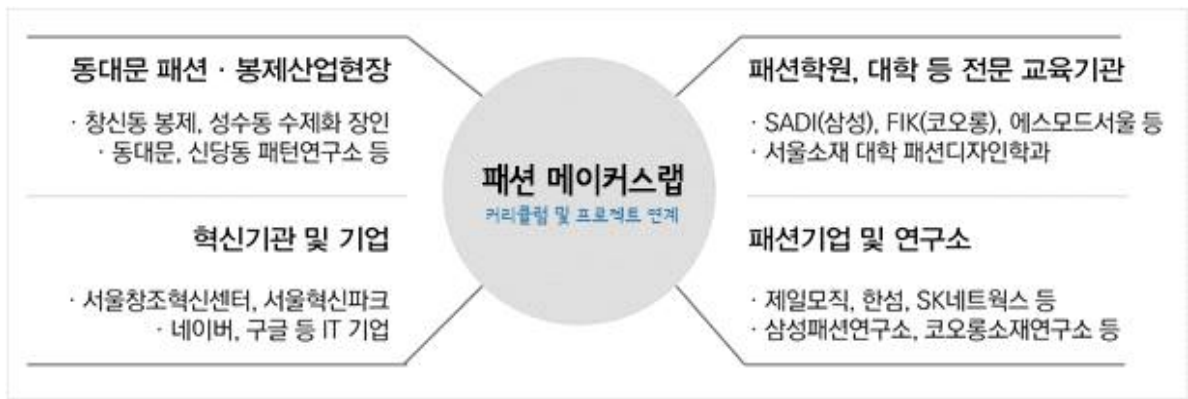 동대문 패션 · 봉제산업현장
· 창신동 봉제, 성수동 수제화 장인
· 동대문, 신당동 패턴연구소 등
혁신기관 및 기업
· 서울창조혁신센터, 서울혁신파크
· 네이버, 구글 등 IT 기업
패션 메이커스랩
커리큘럼 및 프로젝트 연계
패션학원, 대학 등 전문 교육기관
· SADI(삼성), FIK(코오롱), 에스모드서울 등
· 서울소재 대학 패션디자인학과
패션기업 및 연구소
· 제일모직, 한섬, SK네트웍스 등
· 삼성패션연구소, 코오롱소재연구소 등